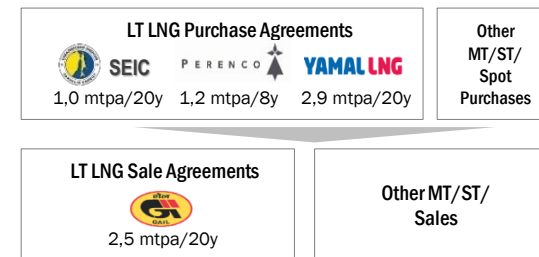 LT LNG Purchase Agreements
SEIC
PERENCO
YAMAL LNG
1,0 mtpa/20y
1,2 mtpa/8y
2,9 mtpa/20y
Other
MT/ST/
Spot
Purchases
LT LNG Sale Agreements
गेल
GAIL
2,5 mtpa/20y
Other MT/ST/
Sales